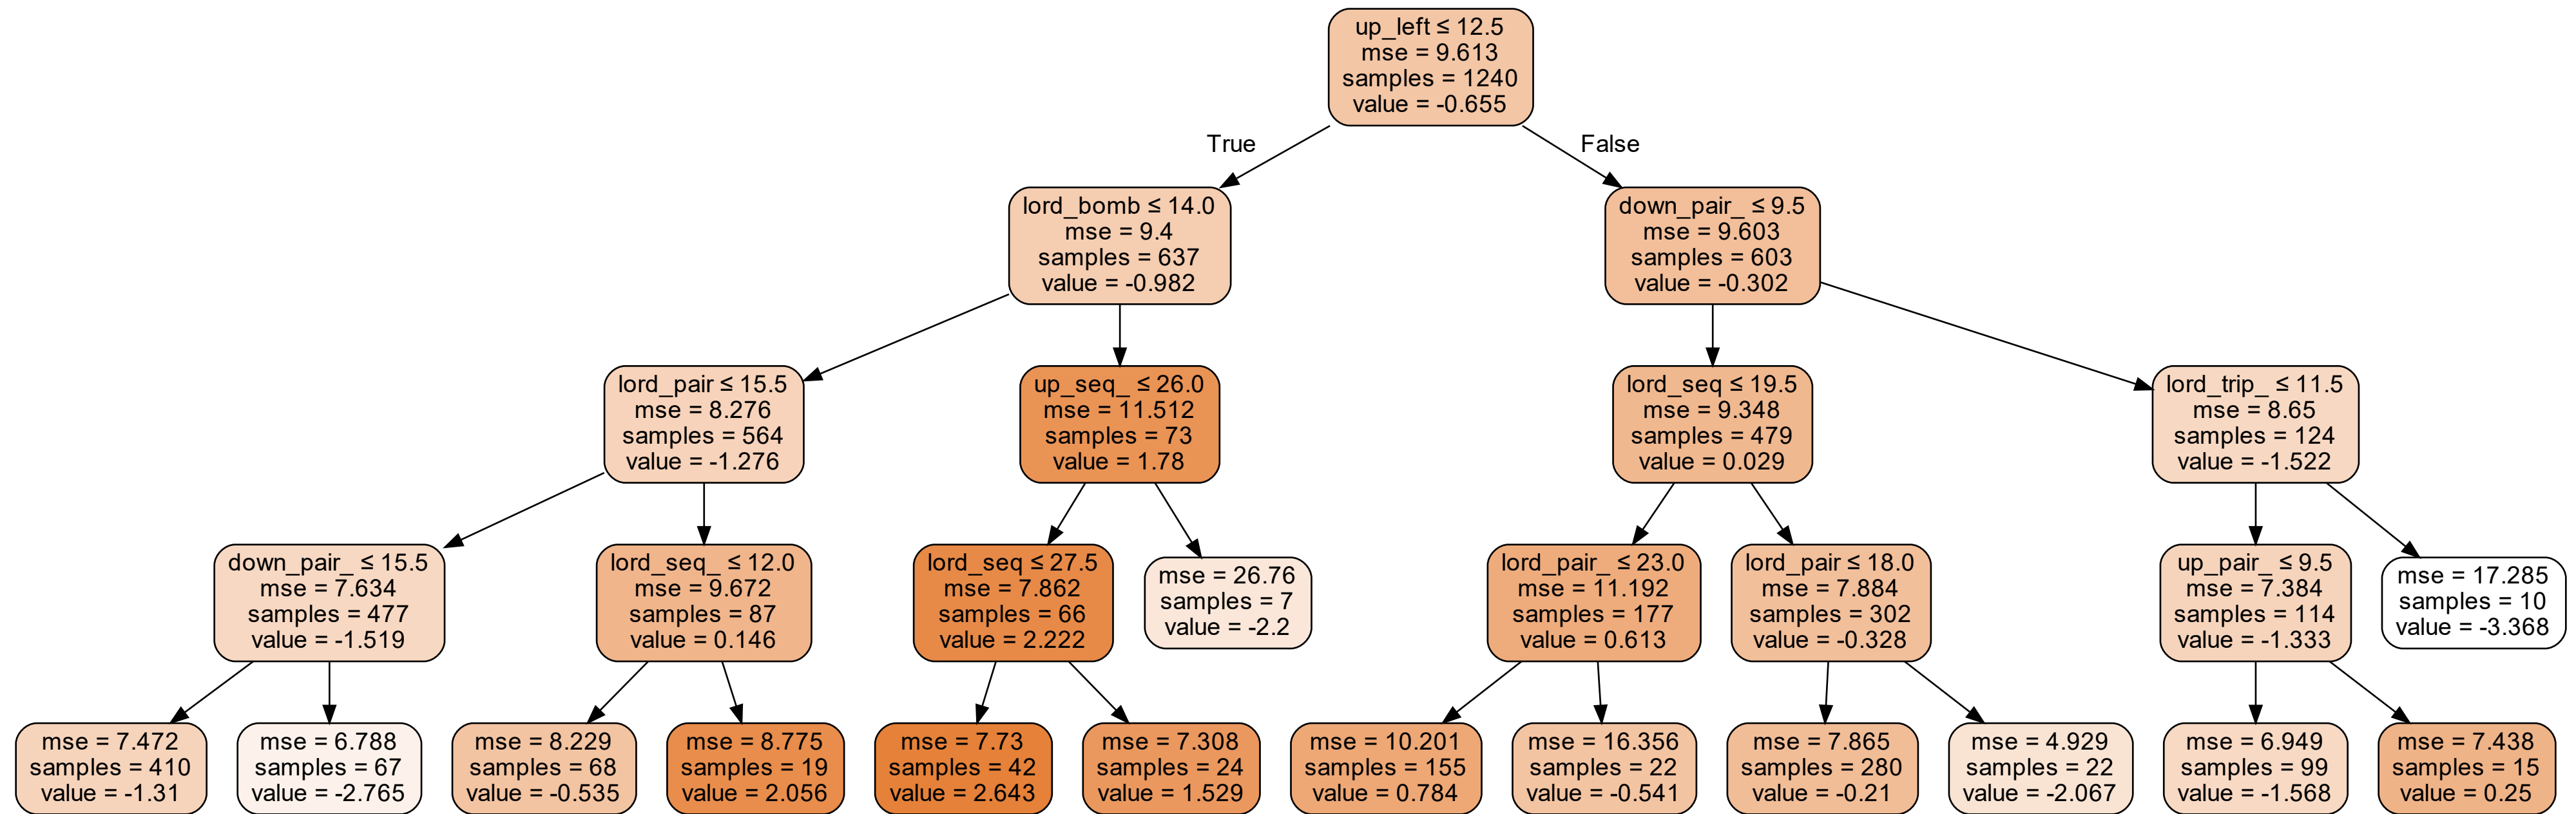 up_left ≤ 12.5
mse = 9.613
samples = 1240
value = -0.655
True
False
lord_bomb ≤ 14.0
mse = 9.4
samples = 637
value = -0.982
down_pair_ ≤ 9.5
mse = 9.603
samples = 603
value = -0.302
lord_pair ≤ 15.5
mse = 8.276
samples = 564
value = -1.276
up_seq_ ≤ 26.0
mse = 11.512
samples = 73
value = 1.78
lord_seq ≤ 19.5
mse = 9.348
samples = 479
value = 0.029
lord_trip_ ≤ 11.5
mse = 8.65
samples = 124
value = -1.522
down_pair_ ≤ 15.5
mse = 7.634
samples = 477
value = -1.519
lord_seq_ ≤ 12.0
mse = 9.672
samples = 87
value = 0.146
lord_seq ≤ 27.5
mse = 7.862
samples = 66
value = 2.222
mse = 26.76
samples = 7
value = -2.2
lord_pair_ ≤ 23.0
mse = 11.192
samples = 177
value = 0.613
lord_pair ≤ 18.0
mse = 7.884
samples = 302
value = -0.328
up_pair_ ≤ 9.5
mse = 7.384
samples = 114
value = -1.333
mse = 17.285
samples = 10
value = -3.368
mse = 7.472
samples = 410
value = -1.31
mse = 6.788
samples = 67
value = -2.765
mse = 8.229
samples = 68
value = -0.535
mse = 8.775
samples = 19
value = 2.056
mse = 7.73
samples = 42
value = 2.643
mse = 7.308
samples = 24
value = 1.529
mse = 10.201
samples = 155
value = 0.784
mse = 16.356
samples = 22
value = -0.541
mse = 7.865
samples = 280
value = -0.21
mse = 4.929
samples = 22
value = -2.067
mse = 6.949
samples = 99
value = -1.568
mse = 7.438
samples = 15
value = 0.25